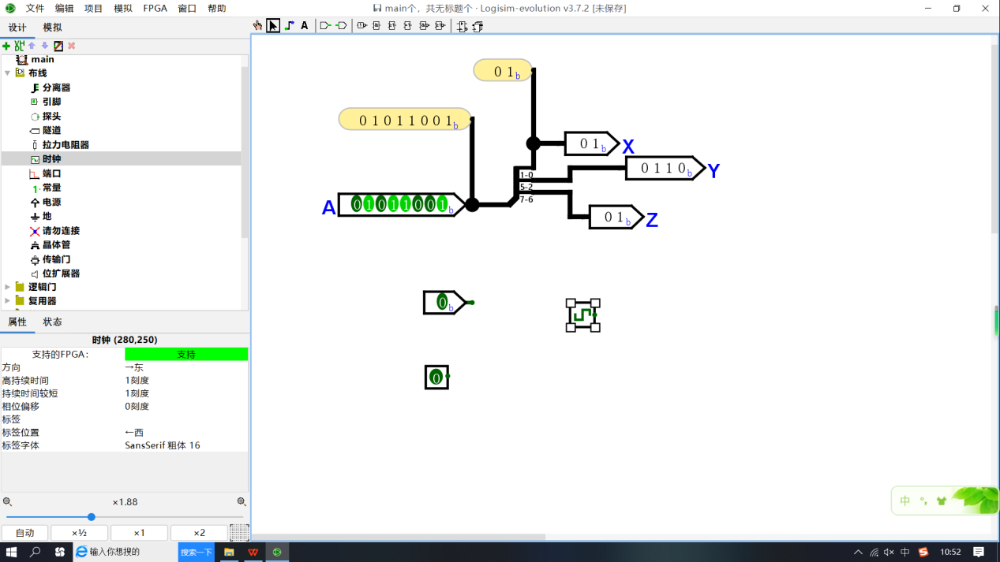 main个，共无标题个 · Logisim-evolution v3.7.2 [未保存]
文件 编辑 项目 模拟 FPGA 窗口 帮助
设计 模拟
VH
DL
A
main
布线
分离器
引脚
探头
隧道
拉力电阻器
时钟
端口
常量
电源
地
请勿连接
晶体管
传输门
位扩展器
逻辑门
复用器
属性 状态
时钟 (280,250)
支持的FPGA： 支持
方向 →东
高持续时间 1刻度
持续时间较短 1刻度
相位偏移 0刻度
标签
标签位置 ←西
标签字体 SansSerif 粗体 16
×1.88
自动 ×½ ×1 ×2
0 1 b
0 1 0 1 1 0 0 1 b
0 1 b X
0 1 1 0 b Y
1-0
5-2
7-6
A 0 1 0 1 1 0 0 1 b
0 1 b Z
0 b
0
中 °,
输入你想搜的 搜索一下 中 S 10:52